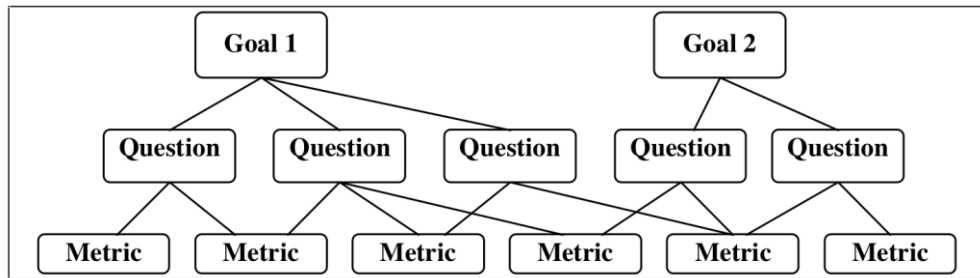 Goal 1 Goal 2
Question Question Question Question Question
Metric Metric Metric Metric Metric Metric